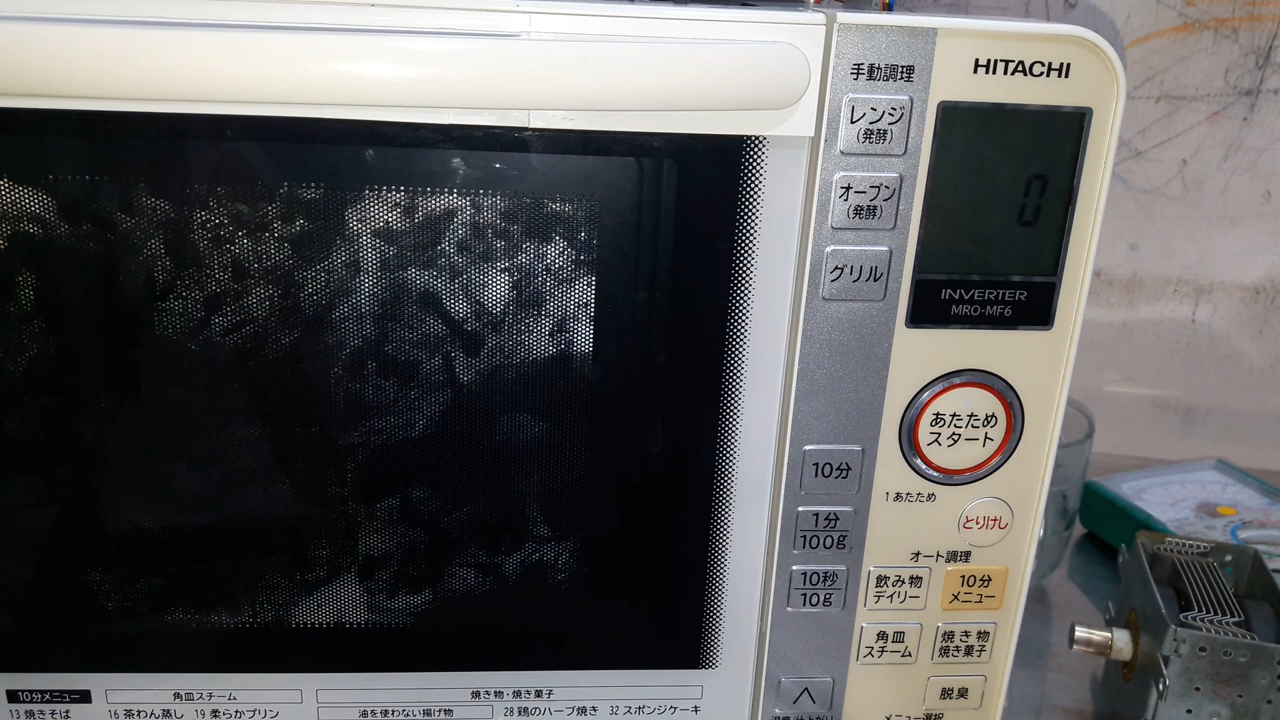 手動調理
HITACHI
レンジ
(発酵)
オーブン
(発酵)
グリル
0
INVERTER
MRO-MF6
あたため
スタート
10分
1あたため
とりけし
1分
100g
オート調理
10秒
10g
飲み物
デイリー
10分
メニュー
角皿
スチーム
焼き物
焼き菓子
脱臭
メニュー選択
10分メニュー
角皿スチーム
焼き物・焼き菓子
13 焼きそば
16 茶わん蒸し 19 柔らかプリン
油を使わない揚げ物
28 鶏のハーブ焼き 32 スポンジケーキ